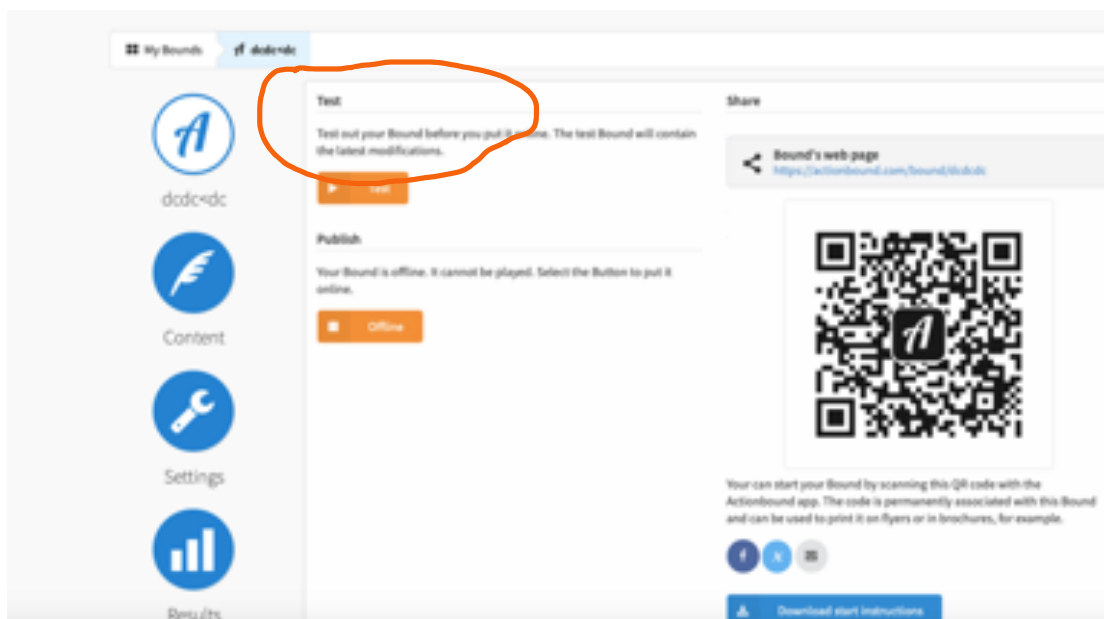 My Bounds
dcdc<dc
Test
Test out your Bound before you put it online. The test Bound will contain
the latest modifications.
Test
Publish
Your Bound is offline. It cannot be played. Select the Button to put it
online.
Offline
Share
Bound's web page
https://actionbound.com/bound/dcdcds
Your can start your Bound by scanning this QR code with the
Actionbound app. The code is permanently associated with this Bound
and can be used to print it on flyers or in brochures, for example.
Download start instructions
dcdc<dc
Content
Settings
Results